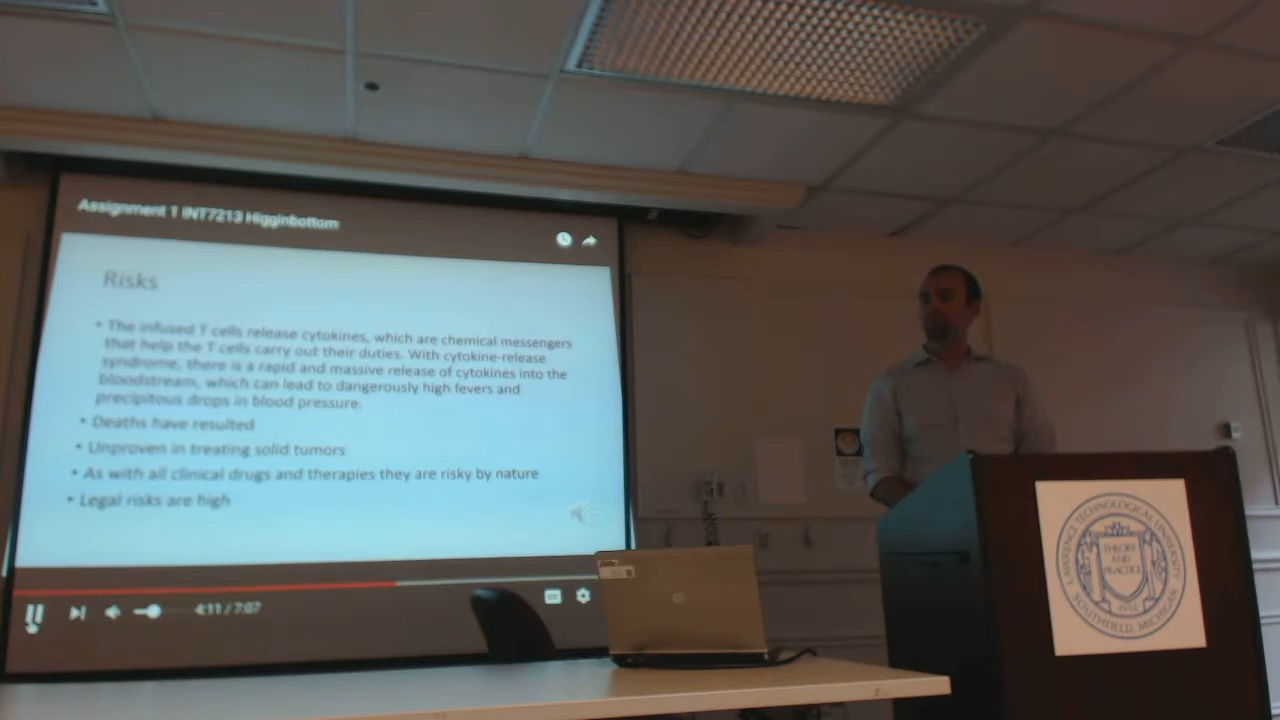 Assignment 1 INT7213 Higginbottom
Risks
• The infused T cells release cytokines, which are chemical messengers
that help the T cells carry out their duties. With cytokine-release
syndrome, there is a rapid and massive release of cytokines into the
bloodstream, which can lead to dangerously high fevers and
precipitous drops in blood pressure.
• Deaths have resulted
• Unproven in treating solid tumors
• As with all clinical drugs and therapies they are risky by nature
• Legal risks are high
4:11 / 7:07
LAWRENCE TECHNOLOGICAL UNIVERSITY
THEORY
AND
PRACTICE
1932
SOUTHFIELD, MICHIGAN